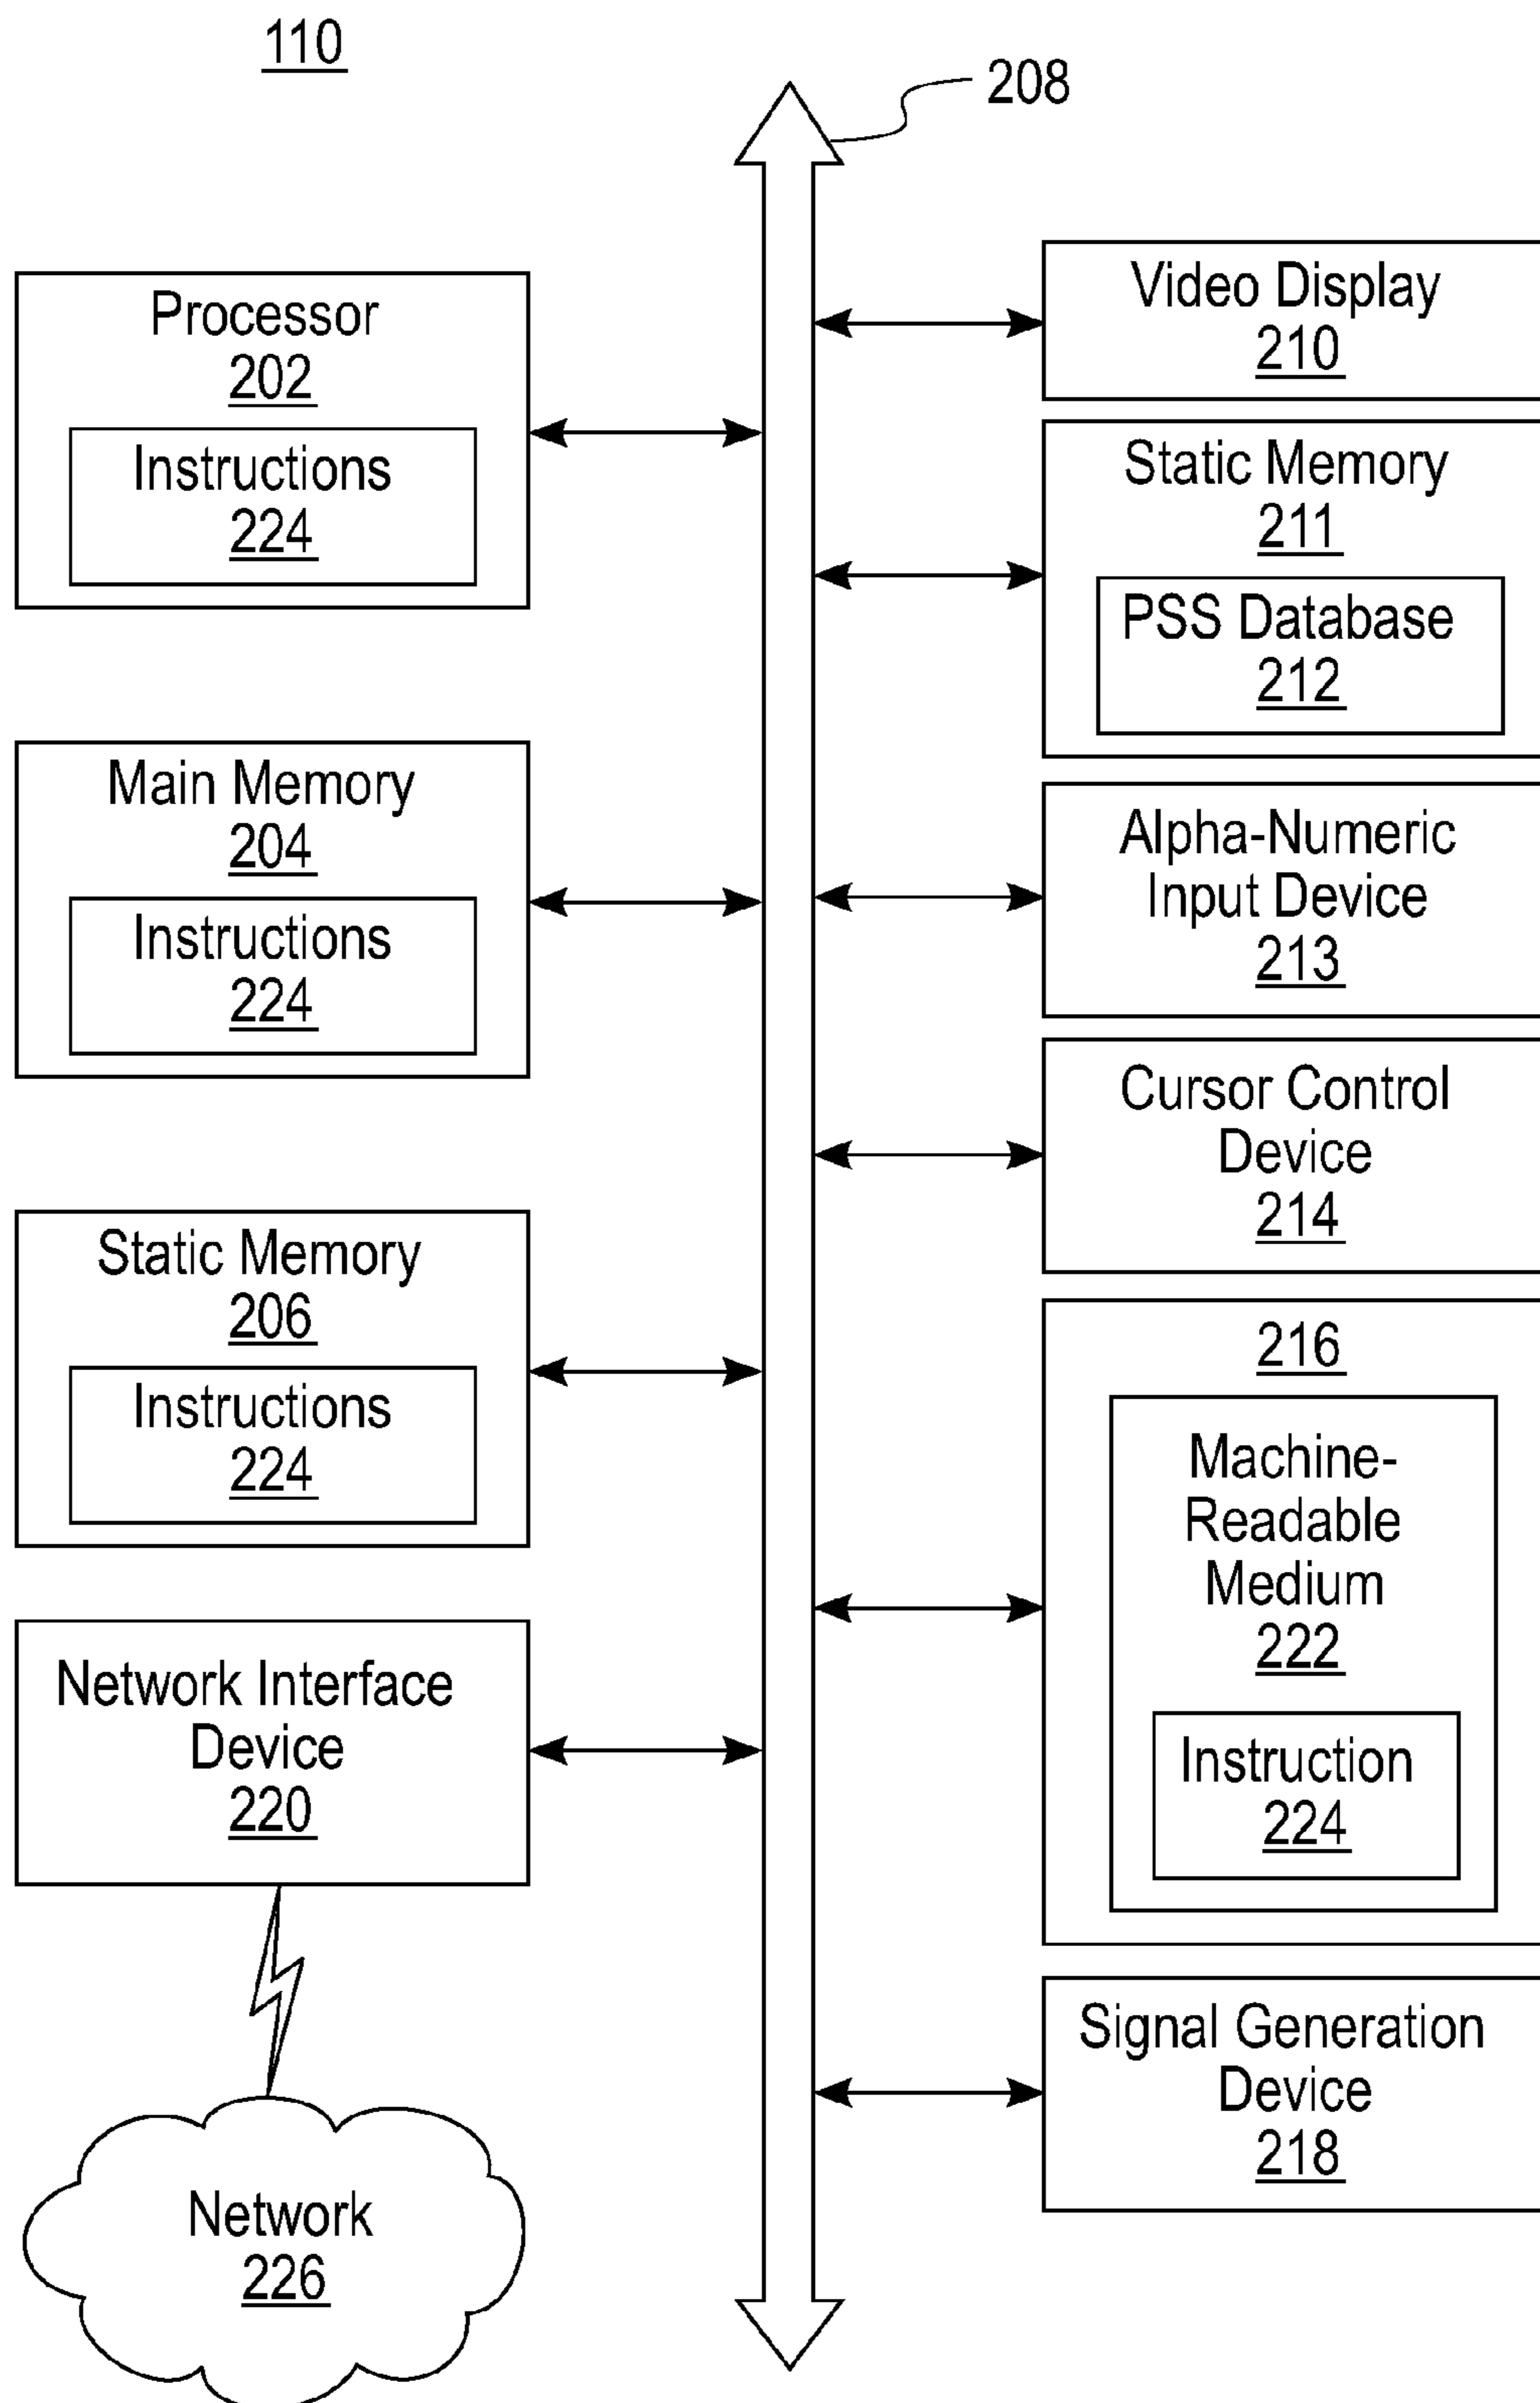 110
208
Processor
202
Instructions
224
Main Memory
204
Instructions
224
Static Memory
206
Instructions
224
Network Interface
Device
220
Network
226
Video Display
210
Static Memory
211
PSS Database
212
Alpha-Numeric
Input Device
213
Cursor Control
Device
214
216
Machine-
Readable
Medium
222
Instruction
224
Signal Generation
Device
218